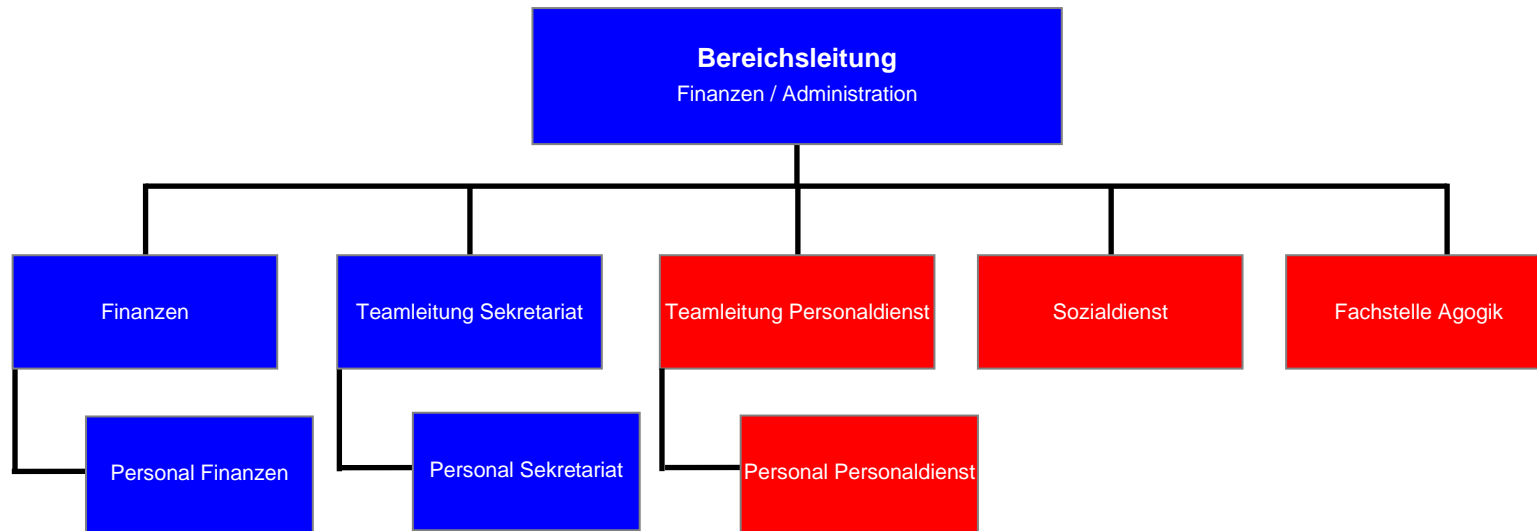 Bereichsleitung
Finanzen / Administration
Finanzen
Teamleitung Sekretariat
Teamleitung Personaldienst
Sozialdienst
Fachstelle Agogik
Personal Finanzen
Personal Sekretariat
Personal Personaldienst